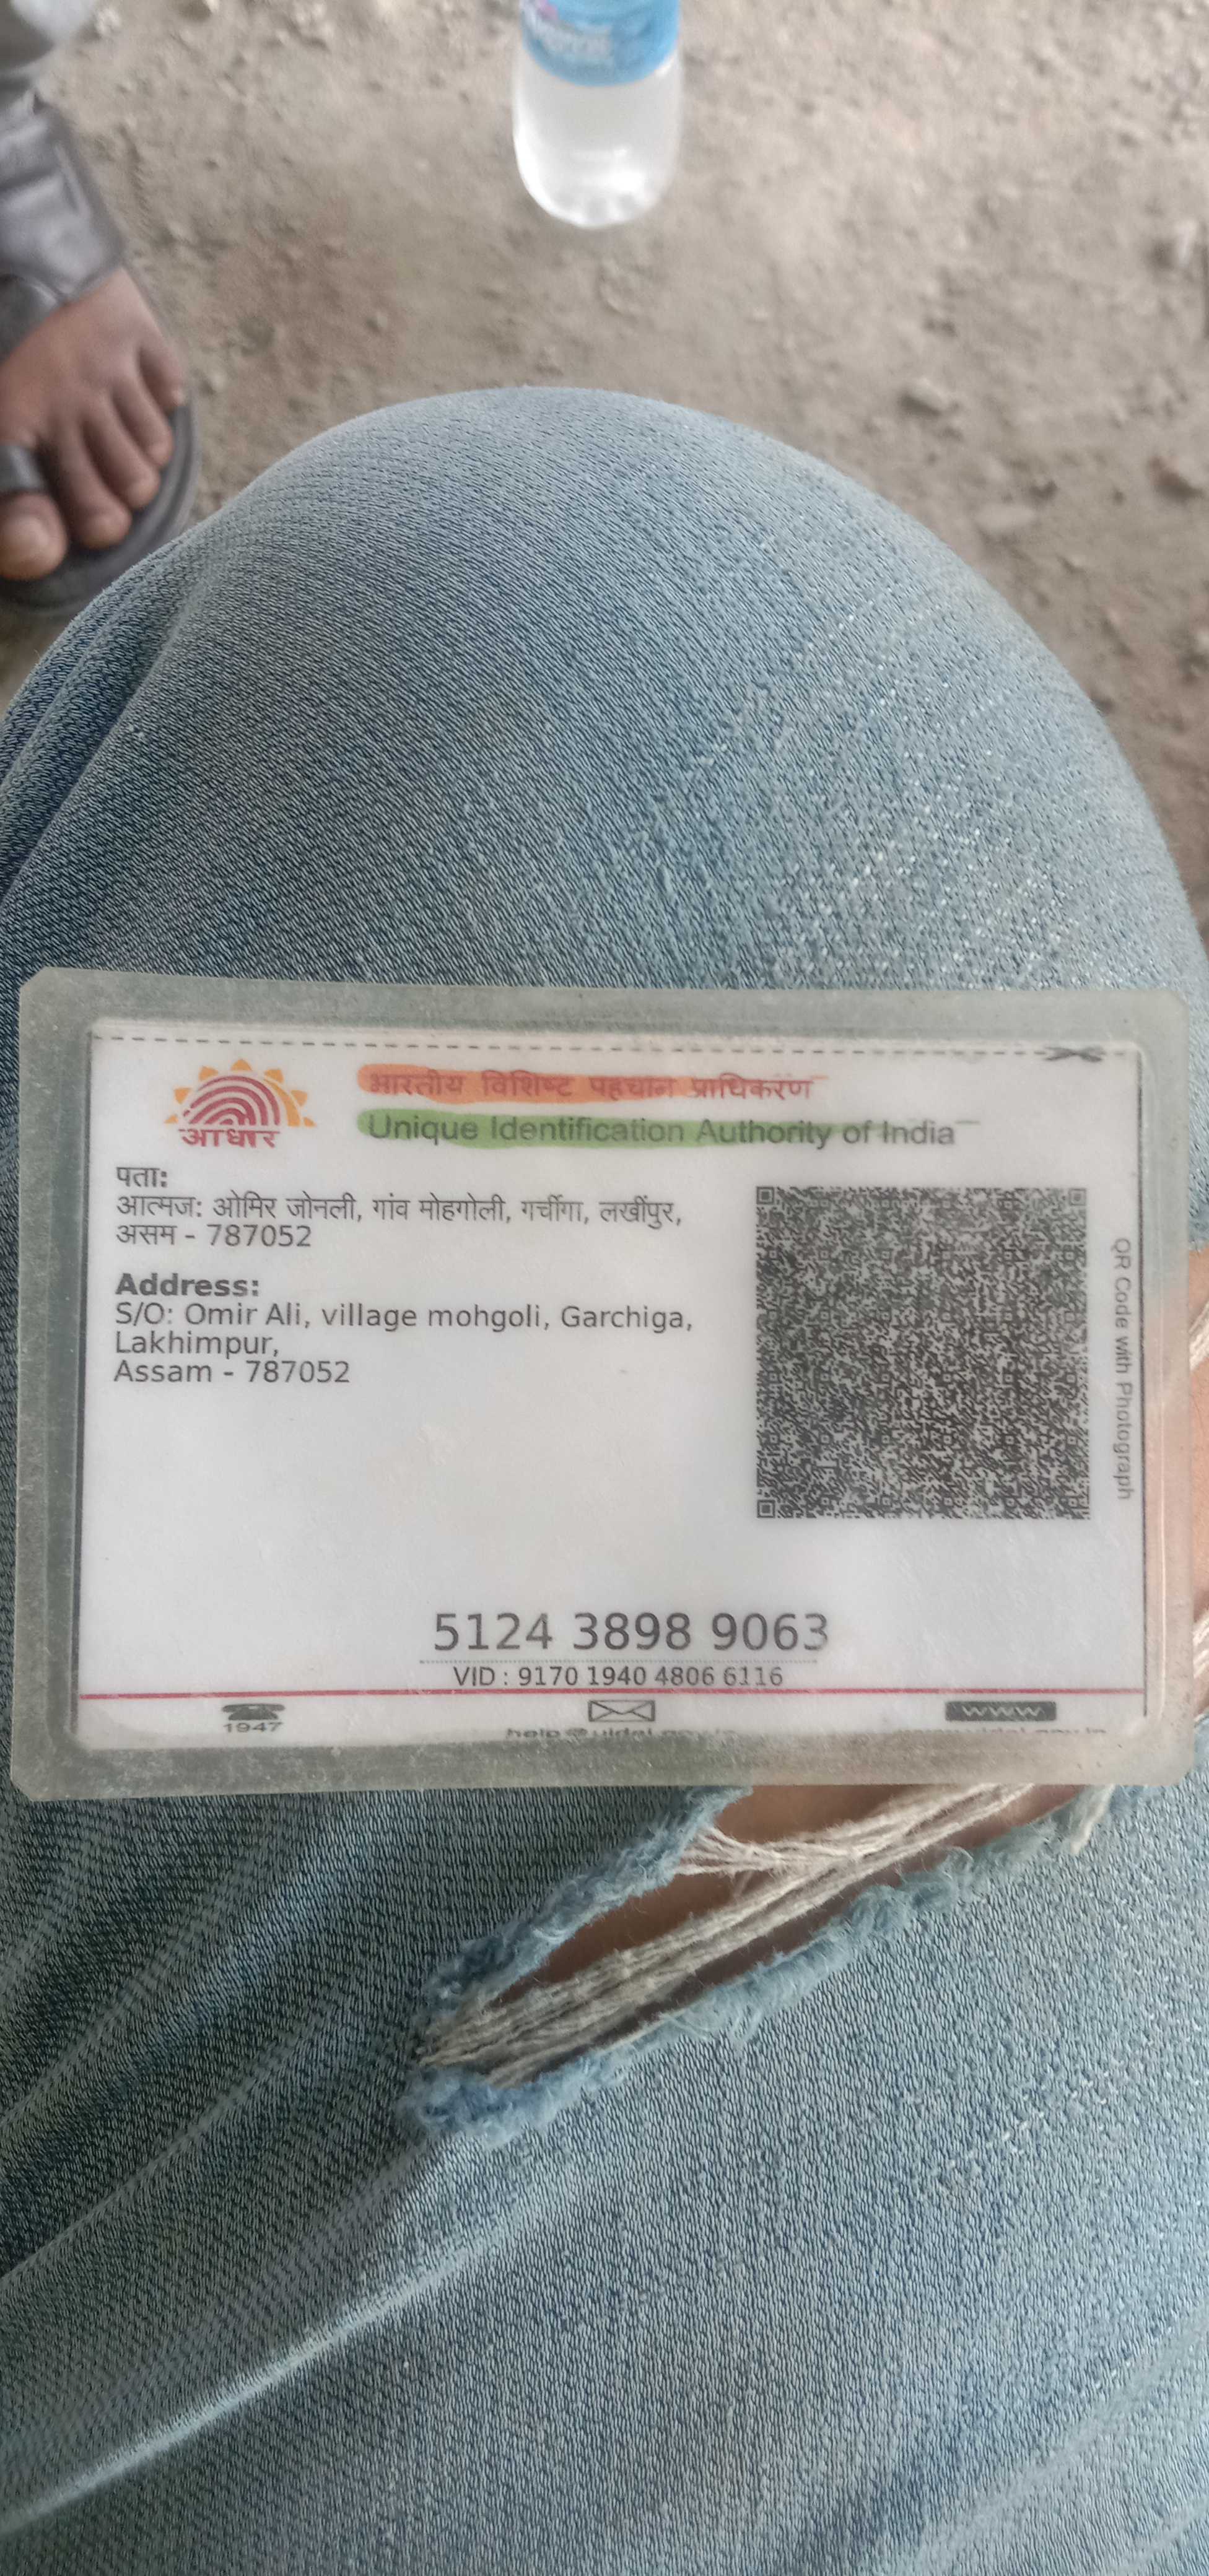 आधार
भारतीय विशिष्ट पहचान प्राधिकरण
Unique Identification Authority of India
पता:
आत्मज: ओमिर जोनली, गांव मोहगोली, गर्चीगा, लखींपुर,
असम - 787052
Address:
S/O: Omir Ali, village mohgoli, Garchiga,
Lakhimpur,
Assam - 787052
QR Code with Photograph
5124 3898 9063
VID : 9170 1940 4806 6116
1947
www